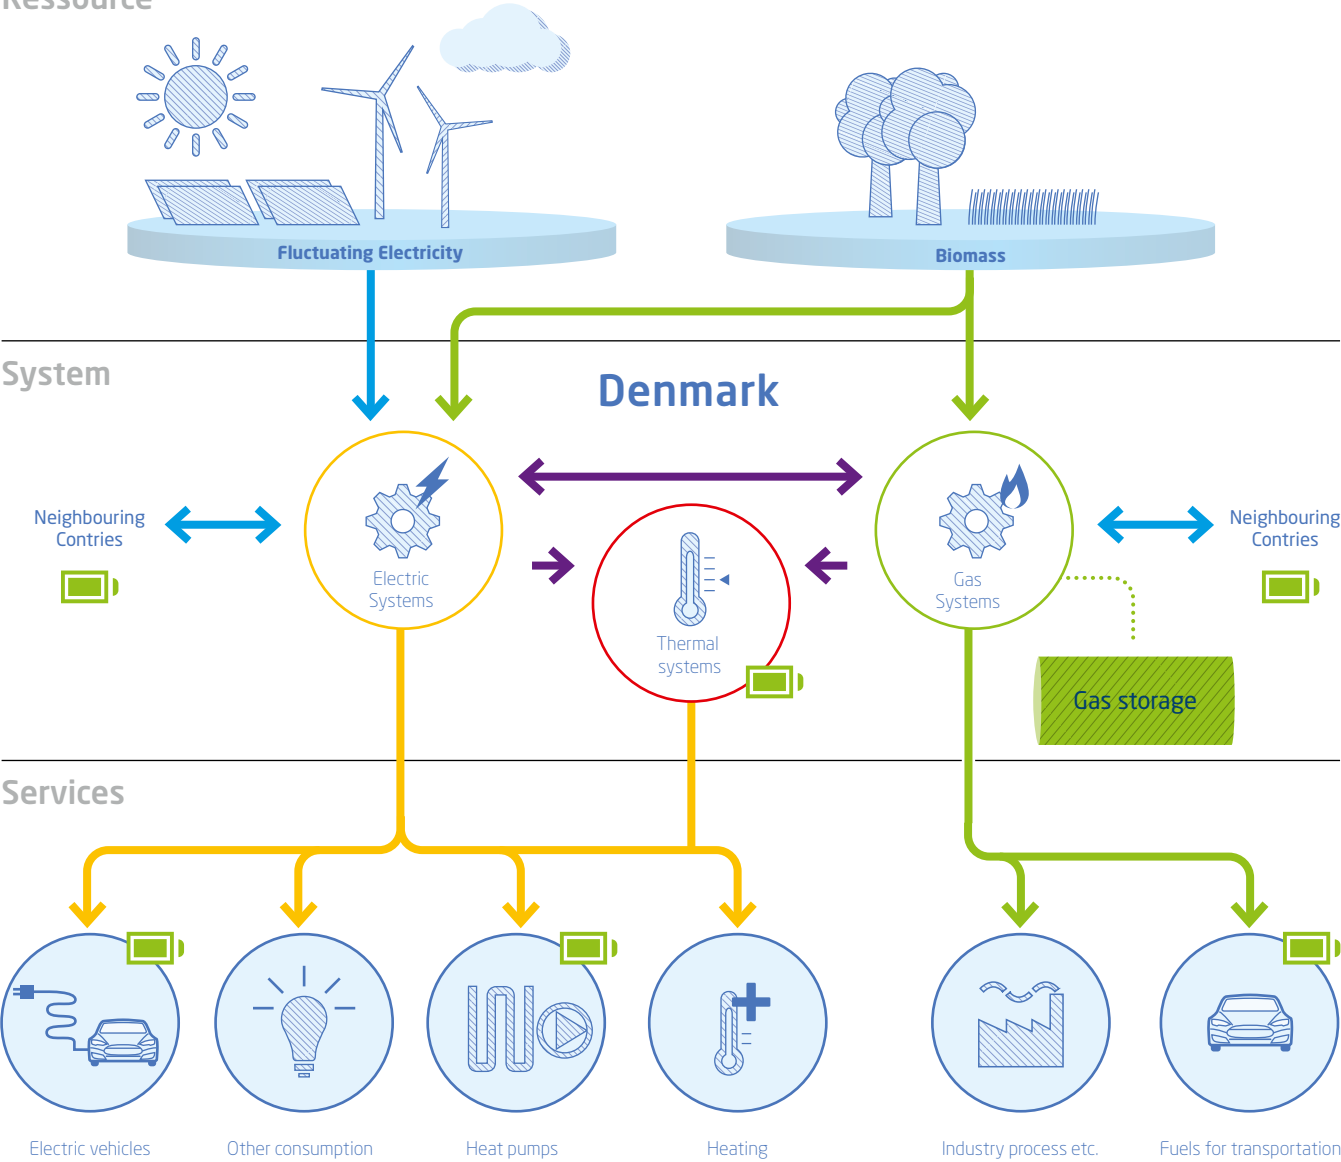 Ressource
Fluctuating Electricity
Biomass
System
Denmark
Neighbouring
Contries
Electric
Systems
Thermal
systems
Gas
Systems
Neighbouring
Contries
Gas storage
Services
Electric vehicles
Other consumption
Heat pumps
Heating
Industry process etc.
Fuels for transportation